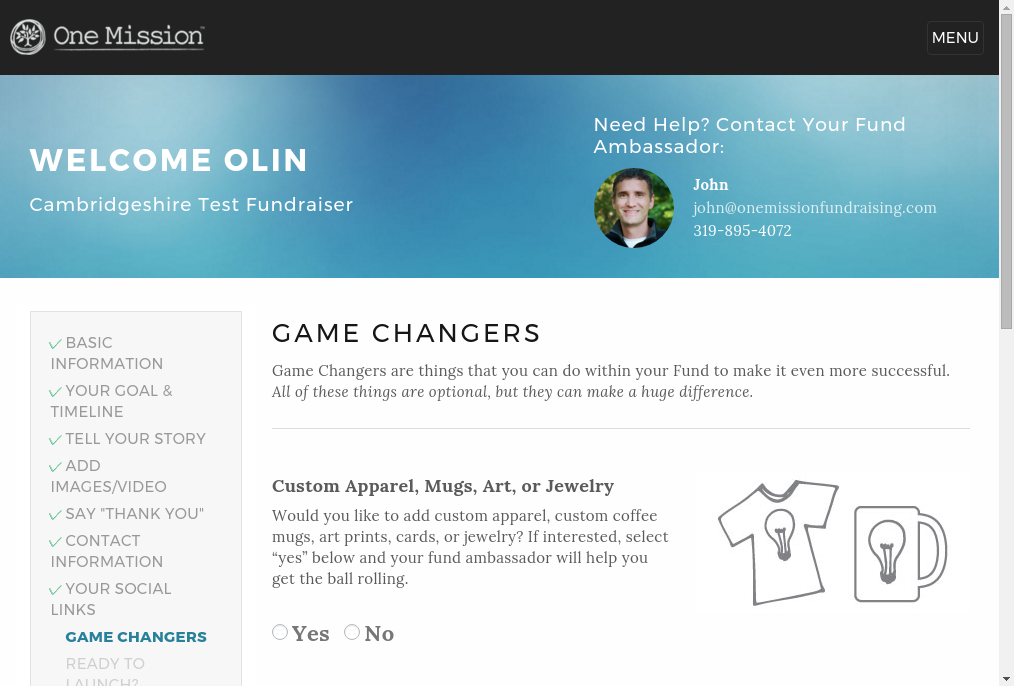 One Mission
MENU
WELCOME OLIN
Cambridgeshire Test Fundraiser
Need Help? Contact Your Fund
Ambassador:
John
john@onemissionfundraising.com
319-895-4072
BASIC
INFORMATION
YOUR GOAL &
TIMELINE
TELL YOUR STORY
ADD
IMAGES/VIDEO
SAY "THANK YOU"
CONTACT
INFORMATION
YOUR SOCIAL
LINKS
GAME CHANGERS
READY TO
LAUNCH?
GAME CHANGERS
Game Changers are things that you can do within your Fund to make it even more successful.
All of these things are optional, but they can make a huge difference.
Custom Apparel, Mugs, Art, or Jewelry
Would you like to add custom apparel, custom coffee
mugs, art prints, cards, or jewelry? If interested, select
“yes” below and your fund ambassador will help you
get the ball rolling.
Yes No